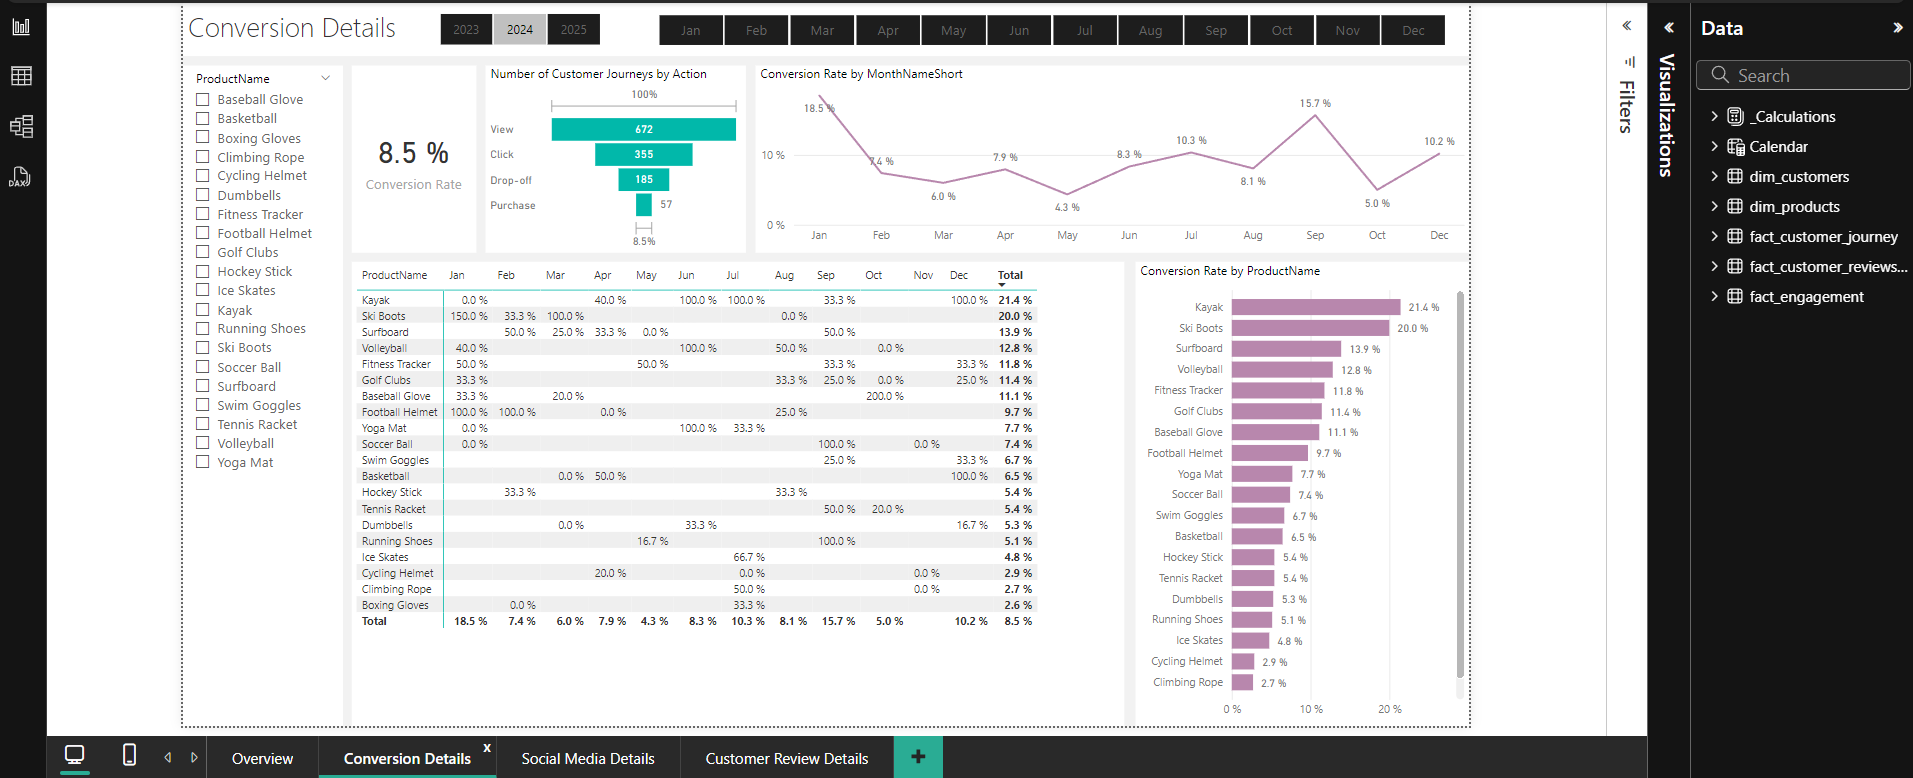 Conversion Details
2023 2024 2025
Jan Feb Mar Apr May Jun Jul Aug Sep Oct Nov Dec
ProductName
Baseball Glove
Basketball
Boxing Gloves
Climbing Rope
Cycling Helmet
Dumbbells
Fitness Tracker
Football Helmet
Golf Clubs
Hockey Stick
Ice Skates
Kayak
Running Shoes
Ski Boots
Soccer Ball
Surfboard
Swim Goggles
Tennis Racket
Volleyball
Yoga Mat
8.5 %
Conversion Rate
Number of Customer Journeys by Action
100%
View 672
Click 355
Drop-off 185
Purchase 57
8.5%
Conversion Rate by MonthNameShort
10 %
0 %
18.5 % 7.4 % 6.0 % 7.9 % 4.3 % 8.3 % 10.3 % 8.1 % 15.7 % 5.0 % 10.2 %
Jan Feb Mar Apr May Jun Jul Aug Sep Oct Dec
ProductName Jan Feb Mar Apr May Jun Jul Aug Sep Oct Nov Dec Total
Kayak 0.0 % 40.0 % 100.0 % 100.0 % 33.3 % 100.0 % 21.4 %
Ski Boots 150.0 % 33.3 % 100.0 % 0.0 % 20.0 %
Surfboard 50.0 % 25.0 % 33.3 % 0.0 % 50.0 % 13.9 %
Volleyball 40.0 % 100.0 % 50.0 % 0.0 % 12.8 %
Fitness Tracker 50.0 % 50.0 % 33.3 % 33.3 % 11.8 %
Golf Clubs 33.3 % 33.3 % 25.0 % 0.0 % 25.0 % 11.4 %
Baseball Glove 33.3 % 20.0 % 200.0 % 11.1 %
Football Helmet 100.0 % 100.0 % 0.0 % 25.0 % 9.7 %
Yoga Mat 0.0 % 100.0 % 33.3 % 7.7 %
Soccer Ball 0.0 % 100.0 % 0.0 % 7.4 %
Swim Goggles 25.0 % 33.3 % 6.7 %
Basketball 0.0 % 50.0 % 100.0 % 6.5 %
Hockey Stick 33.3 % 33.3 % 5.4 %
Tennis Racket 50.0 % 20.0 % 5.4 %
Dumbbells 0.0 % 33.3 % 16.7 % 5.3 %
Running Shoes 16.7 % 100.0 % 5.1 %
Ice Skates 66.7 % 4.8 %
Cycling Helmet 20.0 % 0.0 % 0.0 % 2.9 %
Climbing Rope 50.0 % 0.0 % 2.7 %
Boxing Gloves 0.0 % 33.3 % 2.6 %
Total 18.5 % 7.4 % 6.0 % 7.9 % 4.3 % 8.3 % 10.3 % 8.1 % 15.7 % 5.0 % 10.2 % 8.5 %
Conversion Rate by ProductName
Kayak 21.4 %
Ski Boots 20.0 %
Surfboard 13.9 %
Volleyball 12.8 %
Fitness Tracker 11.8 %
Golf Clubs 11.4 %
Baseball Glove 11.1 %
Football Helmet 9.7 %
Yoga Mat 7.7 %
Soccer Ball 7.4 %
Swim Goggles 6.7 %
Basketball 6.5 %
Hockey Stick 5.4 %
Tennis Racket 5.4 %
Dumbbells 5.3 %
Running Shoes 5.1 %
Ice Skates 4.8 %
Cycling Helmet 2.9 %
Climbing Rope 2.7 %
0 % 10 % 20 %
Filters
Visualizations
Data
Search
_Calculations
Calendar
dim_customers
dim_products
fact_customer_journey
fact_customer_reviews...
fact_engagement
DAX
Overview
Conversion Details x
Social Media Details
Customer Review Details
+